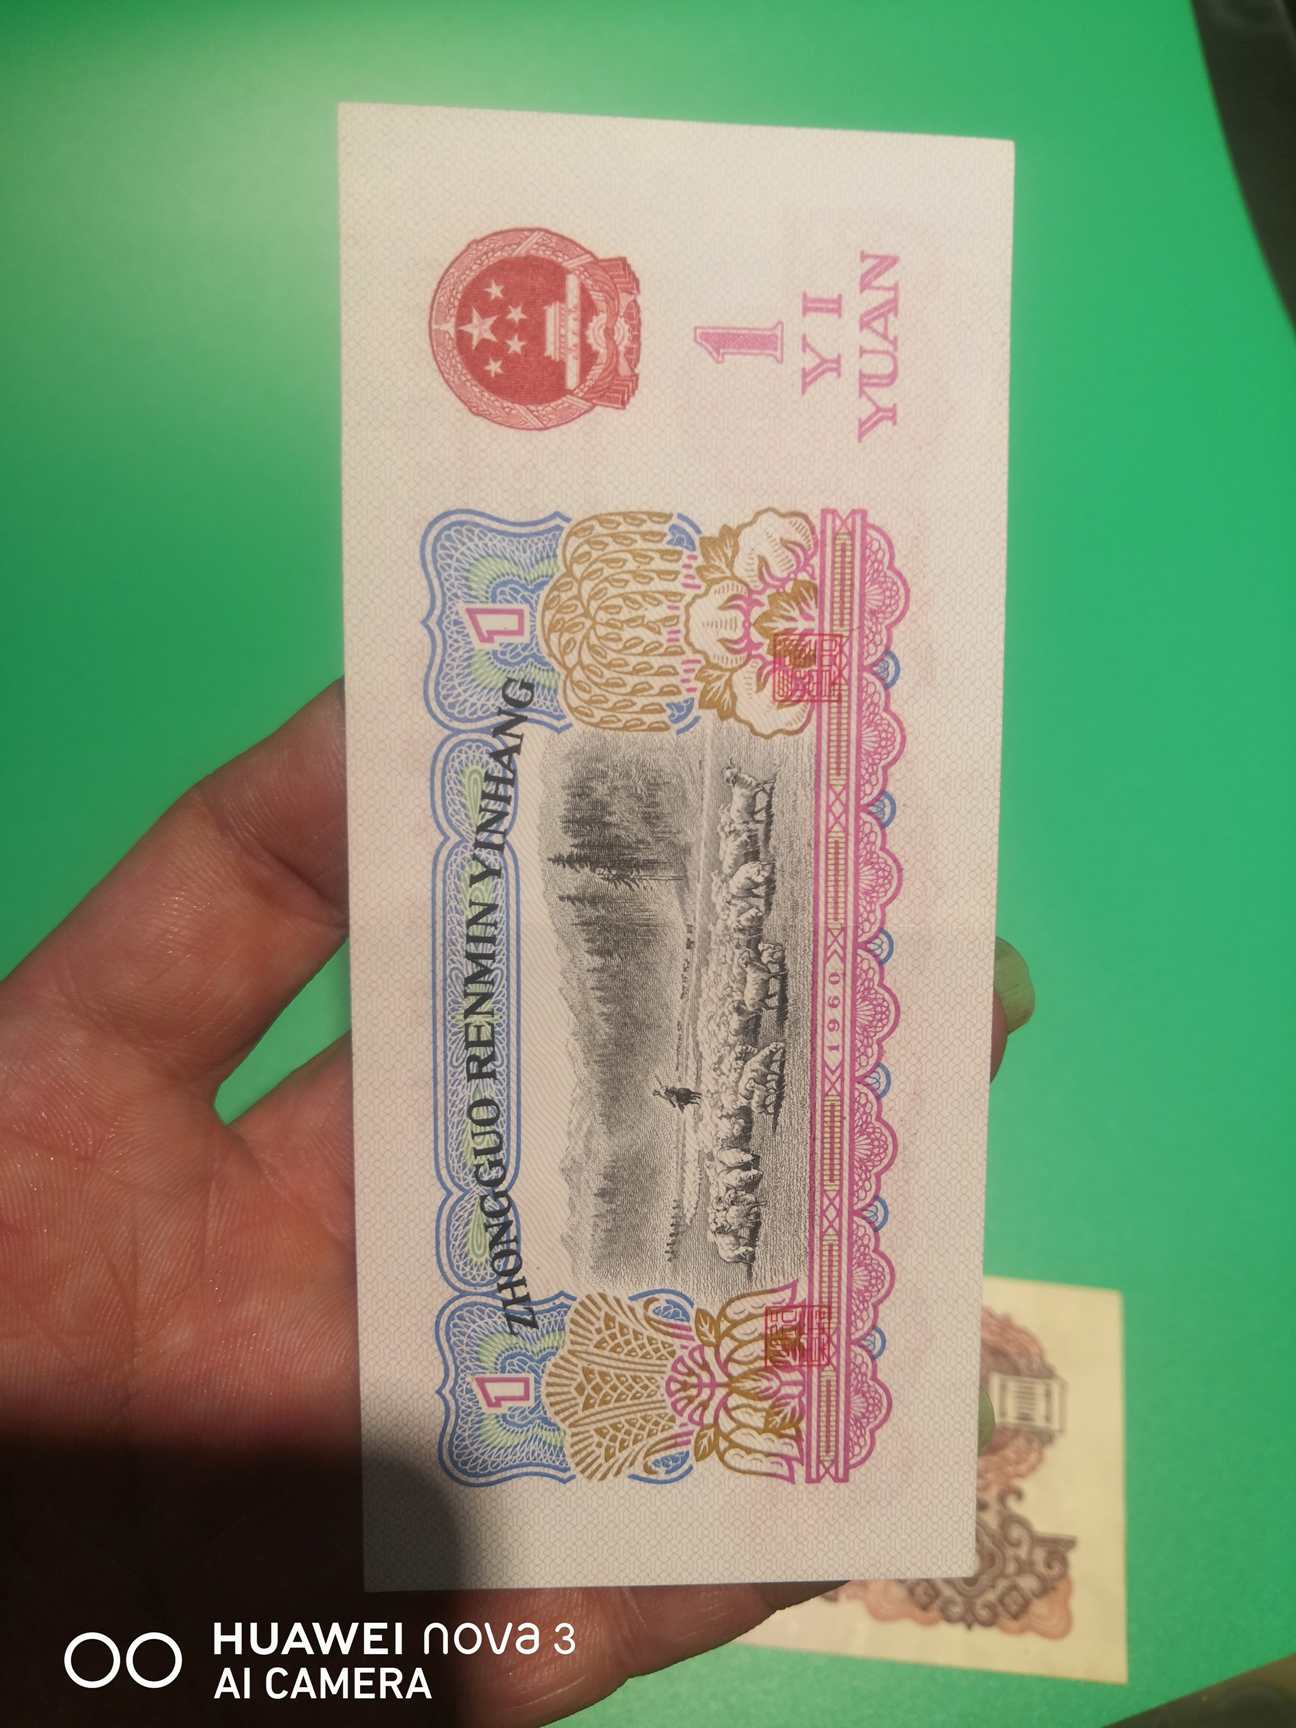 ZHONGGUO RENMIN YINHANG
1
1
1
YI
YUAN
1960
HUAWEI nova 3
AI CAMERA